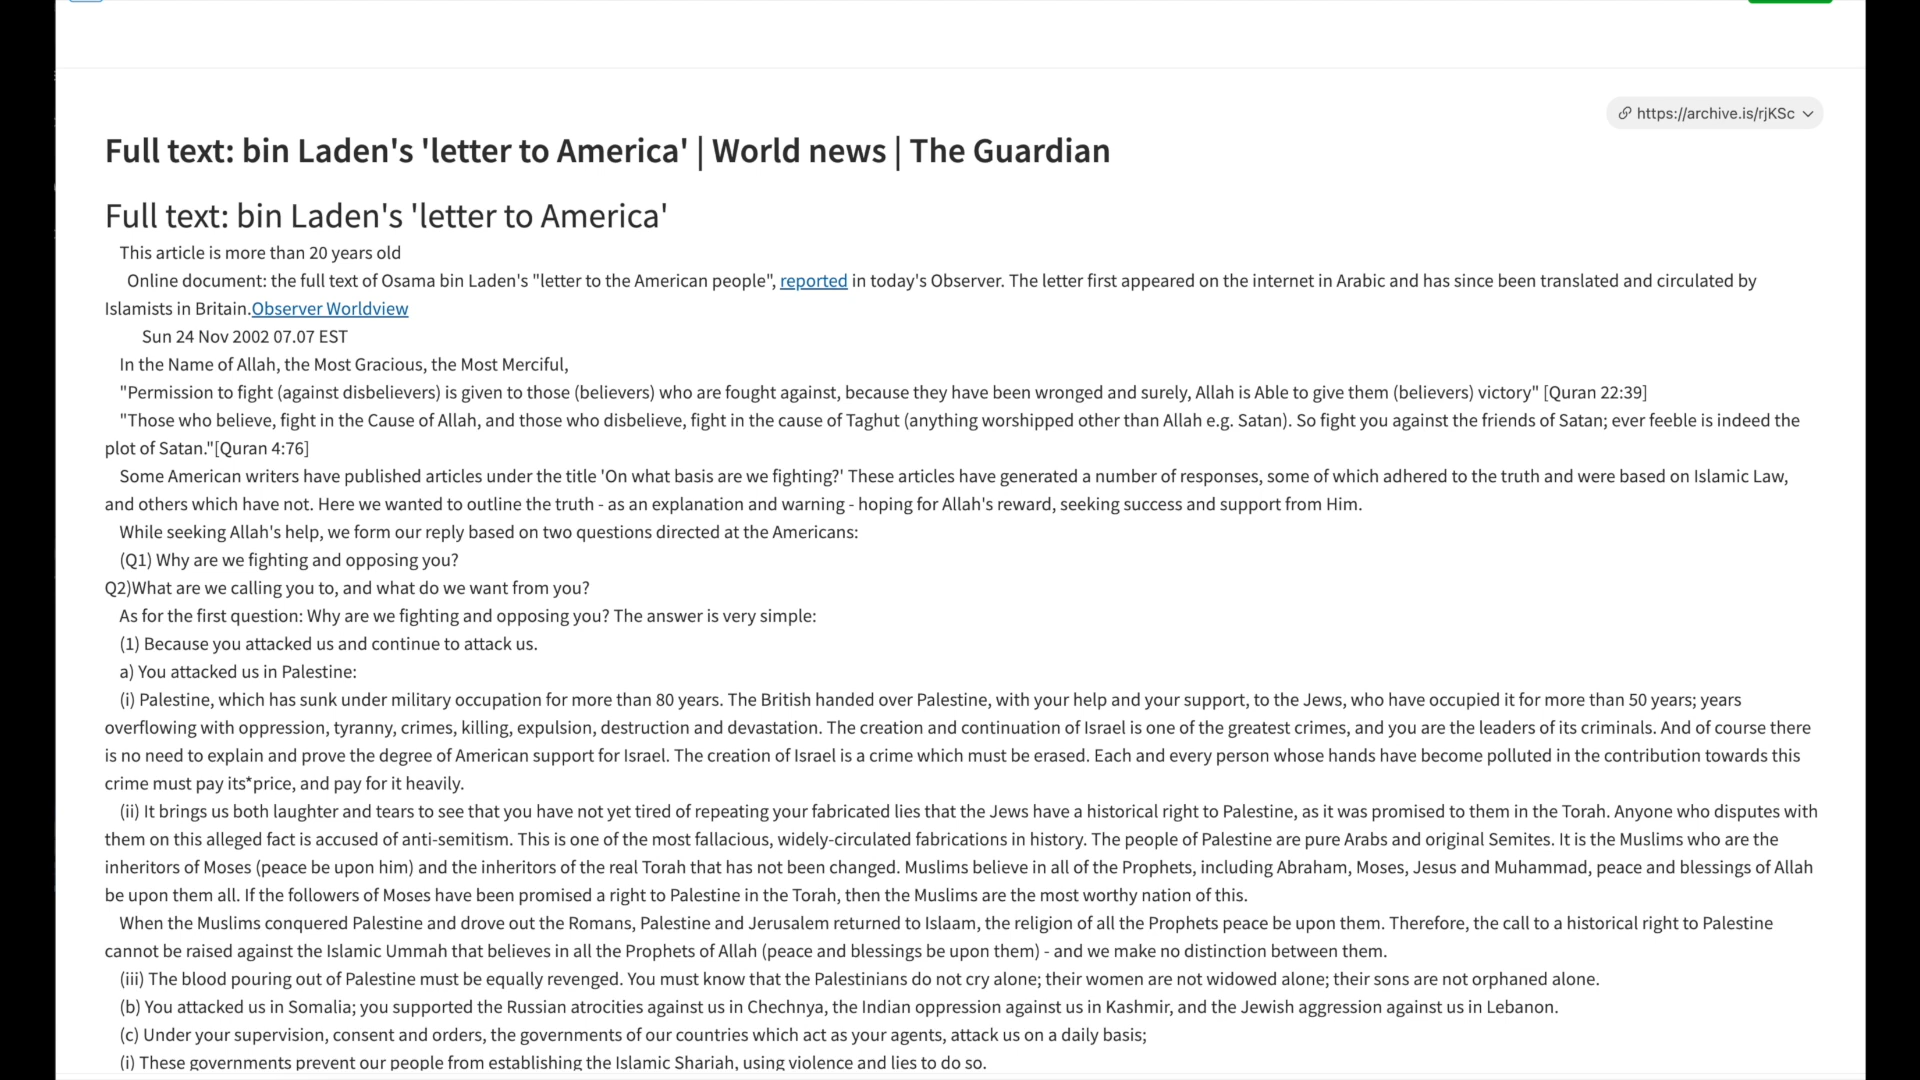 https://archive.is/rjKSc
Full text: bin Laden's 'letter to America' | World news | The Guardian
Full text: bin Laden's 'letter to America'
This article is more than 20 years old
Online document: the full text of Osama bin Laden's "letter to the American people", reported in today's Observer. The letter first appeared on the internet in Arabic and has since been translated and circulated by
Islamists in Britain.Observer Worldview
Sun 24 Nov 2002 07.07 EST
In the Name of Allah, the Most Gracious, the Most Merciful,
"Permission to fight (against disbelievers) is given to those (believers) who are fought against, because they have been wronged and surely, Allah is Able to give them (believers) victory" [Quran 22:39]
"Those who believe, fight in the Cause of Allah, and those who disbelieve, fight in the cause of Taghut (anything worshipped other than Allah e.g. Satan). So fight you against the friends of Satan; ever feeble is indeed the
plot of Satan."[Quran 4:76]
Some American writers have published articles under the title 'On what basis are we fighting?' These articles have generated a number of responses, some of which adhered to the truth and were based on Islamic Law,
and others which have not. Here we wanted to outline the truth - as an explanation and warning - hoping for Allah's reward, seeking success and support from Him.
While seeking Allah's help, we form our reply based on two questions directed at the Americans:
(Q1) Why are we fighting and opposing you?
Q2)What are we calling you to, and what do we want from you?
As for the first question: Why are we fighting and opposing you? The answer is very simple:
(1) Because you attacked us and continue to attack us.
a) You attacked us in Palestine:
(i) Palestine, which has sunk under military occupation for more than 80 years. The British handed over Palestine, with your help and your support, to the Jews, who have occupied it for more than 50 years; years
overflowing with oppression, tyranny, crimes, killing, expulsion, destruction and devastation. The creation and continuation of Israel is one of the greatest crimes, and you are the leaders of its criminals. And of course there
is no need to explain and prove the degree of American support for Israel. The creation of Israel is a crime which must be erased. Each and every person whose hands have become polluted in the contribution towards this
crime must pay its*price, and pay for it heavily.
(ii) It brings us both laughter and tears to see that you have not yet tired of repeating your fabricated lies that the Jews have a historical right to Palestine, as it was promised to them in the Torah. Anyone who disputes with
them on this alleged fact is accused of anti-semitism. This is one of the most fallacious, widely-circulated fabrications in history. The people of Palestine are pure Arabs and original Semites. It is the Muslims who are the
inheritors of Moses (peace be upon him) and the inheritors of the real Torah that has not been changed. Muslims believe in all of the Prophets, including Abraham, Moses, Jesus and Muhammad, peace and blessings of Allah
be upon them all. If the followers of Moses have been promised a right to Palestine in the Torah, then the Muslims are the most worthy nation of this.
When the Muslims conquered Palestine and drove out the Romans, Palestine and Jerusalem returned to Islaam, the religion of all the Prophets peace be upon them. Therefore, the call to a historical right to Palestine
cannot be raised against the Islamic Ummah that believes in all the Prophets of Allah (peace and blessings be upon them) - and we make no distinction between them.
(iii) The blood pouring out of Palestine must be equally revenged. You must know that the Palestinians do not cry alone; their women are not widowed alone; their sons are not orphaned alone.
(b) You attacked us in Somalia; you supported the Russian atrocities against us in Chechnya, the Indian oppression against us in Kashmir, and the Jewish aggression against us in Lebanon.
(c) Under your supervision, consent and orders, the governments of our countries which act as your agents, attack us on a daily basis;
(i) These governments prevent our people from establishing the Islamic Shariah, using violence and lies to do so.